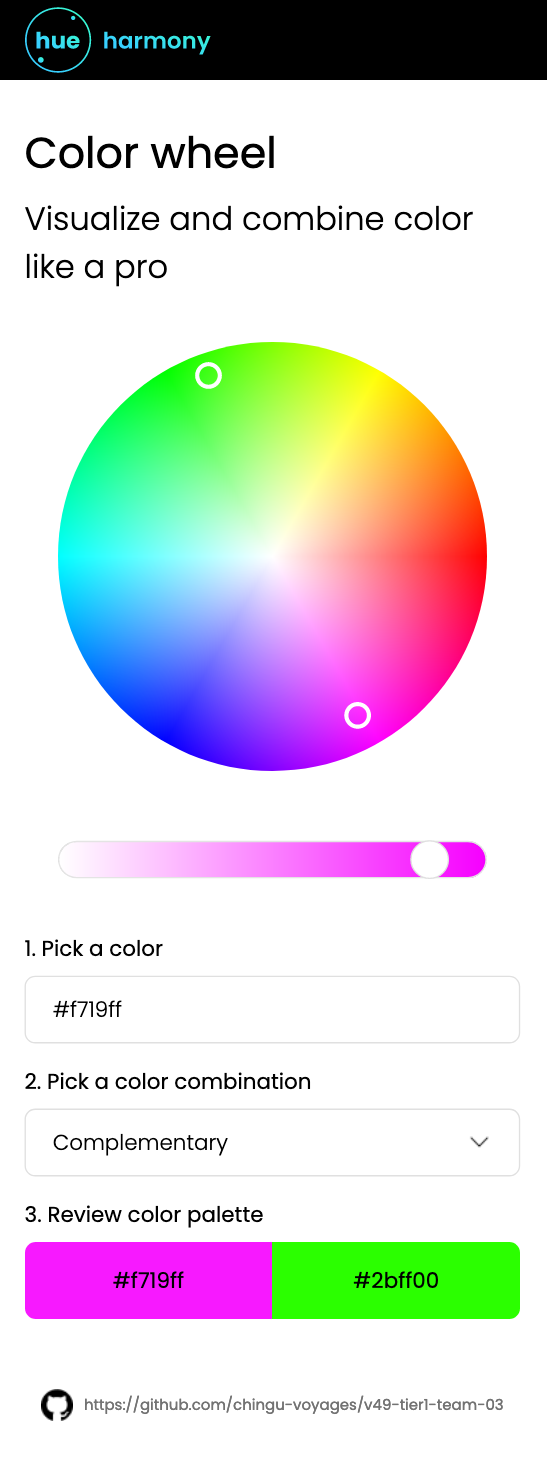 hue harmony
Color wheel
Visualize and combine color
like a pro
1. Pick a color
#f719ff
2. Pick a color combination
Complementary
3. Review color palette
#f719ff #2bff00
https://github.com/chingu-voyages/v49-tier1-team-03